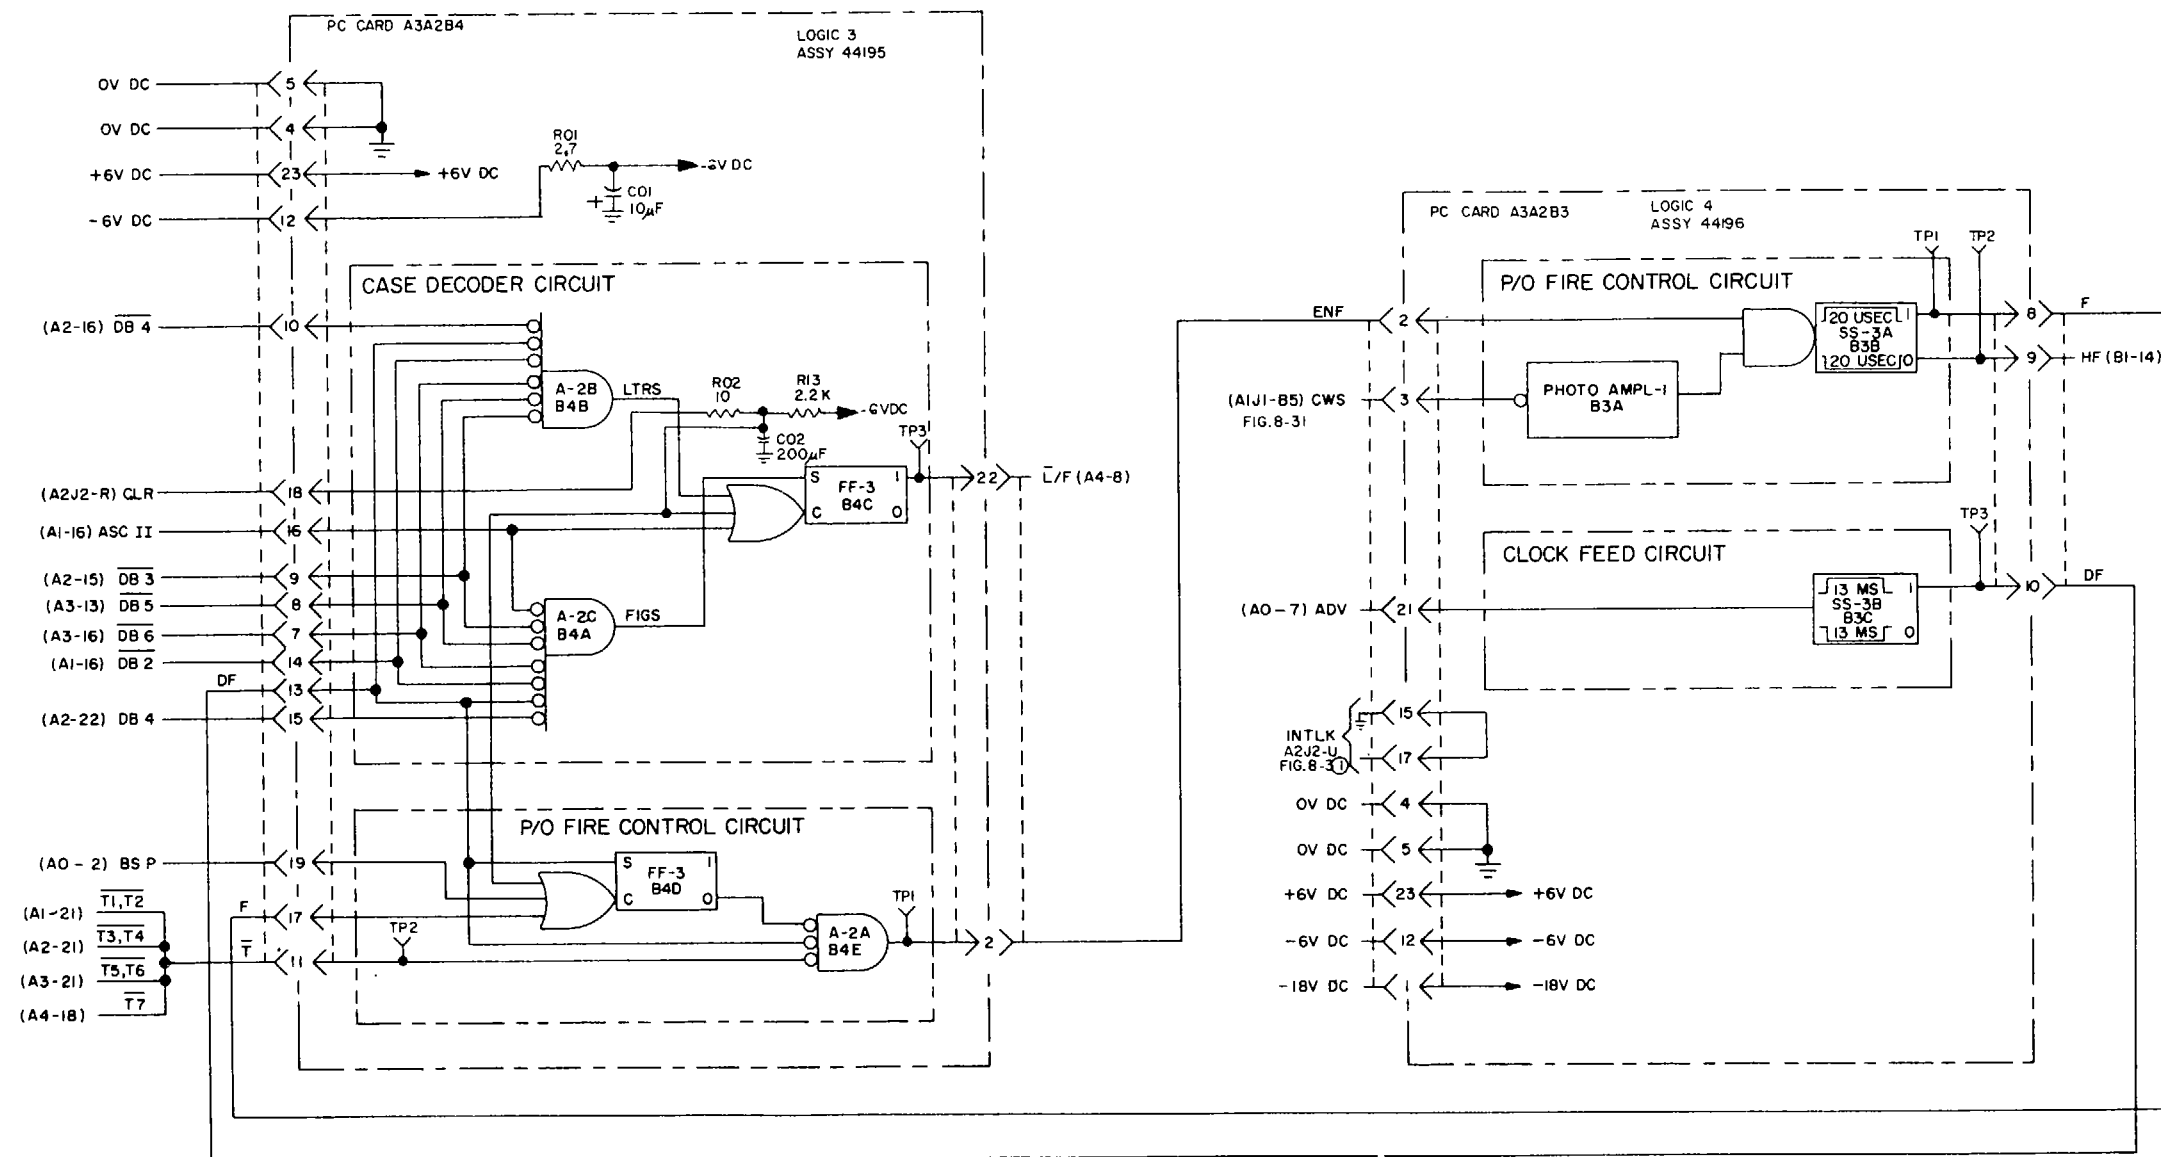 PC CARD A3A2B4
LOGIC 3
ASSY 44195
0V DC
5
0V DC
4
+6V DC
23
+6V DC
-6V DC
12
R01
2.7
-6V DC
+
C01
10µF
CASE DECODER CIRCUIT
(A2-16) DB 4
10
A-2B
B4B
LTRS
R02
10
R13
2.2 K
-6VDC
C02
200µF
TP3
(A2J2-R) CLR
18
S
1
FF-3
B4C
C
0
22
L/F (A4-8)
(A1-16) ASC II
16
(A2-15) DB 3
9
(A3-13) DB 5
8
(A3-16) DB 6
7
(A1-16) DB 2
14
DF
13
(A2-22) DB 4
15
A-2C
B4A
FIGS
P/O FIRE CONTROL CIRCUIT
(A0-2) BS P
19
S
1
FF-3
B4D
C
0
(A1-21) T1,T2
F
17
(A2-21) T3,T4
T
11
(A3-21) T5,T6
(A4-18) T7
TP2
A-2A
B4E
TP1
2
PC CARD A3A2B3
LOGIC 4
ASSY 44196
TP1
TP2
P/O FIRE CONTROL CIRCUIT
ENF
2
20 USEC 1
SS-3A
B3B
20 USEC 0
8
F
9
HF (B1-14)
(A1J1-B5) CWS
FIG.8-31
3
PHOTO AMPL-1
B3A
CLOCK FEED CIRCUIT
TP3
(A0-7) ADV
21
13 MS 1
SS-3B
B3C
13 MS 0
10
DF
INTLK
A2J2-U
FIG.8-31
15
17
0V DC
4
0V DC
5
+6V DC
23
+6V DC
-6V DC
12
-6V DC
-18V DC
1
-18V DC